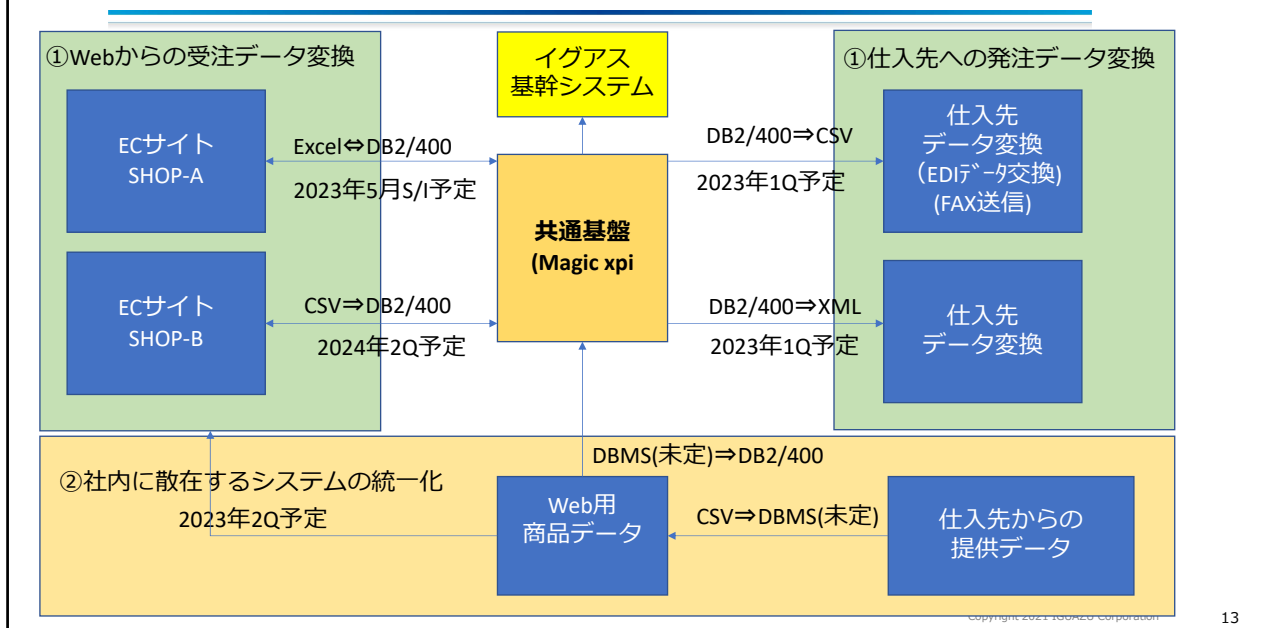 ①Webからの受注データ変換
ECサイト
SHOP-A
Excel⇔DB2/400
2023年5月S/I予定
ECサイト
SHOP-B
CSV⇒DB2/400
2024年2Q予定
イグアス
基幹システム
共通基盤
(Magic xpi
①仕入先への発注データ変換
DB2/400⇒CSV
2023年1Q予定
仕入先
データ変換
（EDIﾃﾞｰﾀ交換)
(FAX送信)
DB2/400⇒XML
2023年1Q予定
仕入先
データ変換
②社内に散在するシステムの統一化
2023年2Q予定
DBMS(未定)⇒DB2/400
Web用
商品データ
CSV⇒DBMS(未定)
仕入先からの
提供データ
Copyright 2021 IGUAZU Corporation
13